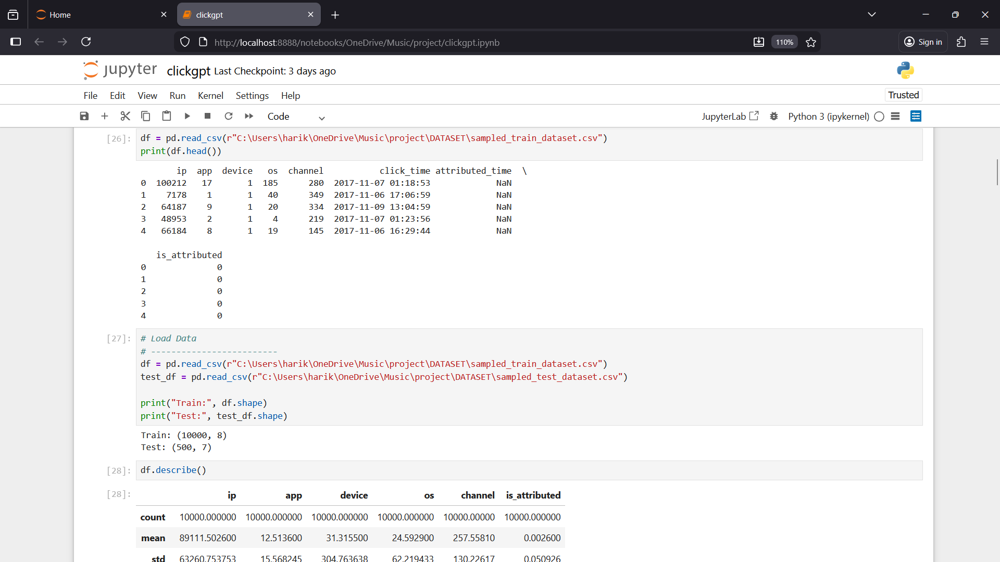 Home
clickgpt
http://localhost:8888/notebooks/OneDrive/Music/project/clickgpt.ipynb
110%
Sign in
jupyter clickgpt Last Checkpoint: 3 days ago
File Edit View Run Kernel Settings Help
Trusted
Code
JupyterLab
Python 3 (ipykernel)
[26]: df = pd.read_csv(r"C:\Users\harik\OneDrive\Music\project\DATASET\sampled_train_dataset.csv")
print(df.head())
ip app device os channel click_time attributed_time \
0 100212 17 1 185 280 2017-11-07 01:18:53 NaN
1 7178 1 1 40 349 2017-11-06 17:06:59 NaN
2 64187 9 1 20 334 2017-11-09 13:04:59 NaN
3 48953 2 1 4 219 2017-11-07 01:23:56 NaN
4 66184 8 1 19 145 2017-11-06 16:29:44 NaN
is_attributed
0 0
1 0
2 0
3 0
4 0
[27]: # Load Data
# -------------------------
df = pd.read_csv(r"C:\Users\harik\OneDrive\Music\project\DATASET\sampled_train_dataset.csv")
test_df = pd.read_csv(r"C:\Users\harik\OneDrive\Music\project\DATASET\sampled_test_dataset.csv")
print("Train:", df.shape)
print("Test:", test_df.shape)
Train: (10000, 8)
Test: (500, 7)
[28]: df.describe()
[28]: ip app device os channel is_attributed
count 10000.000000 10000.000000 10000.000000 10000.000000 10000.00000 10000.000000
mean 89111.502600 12.513600 31.315500 24.592900 257.55810 0.002600
std 63260.753753 15.568245 304.763638 62.219433 130.22617 0.050926